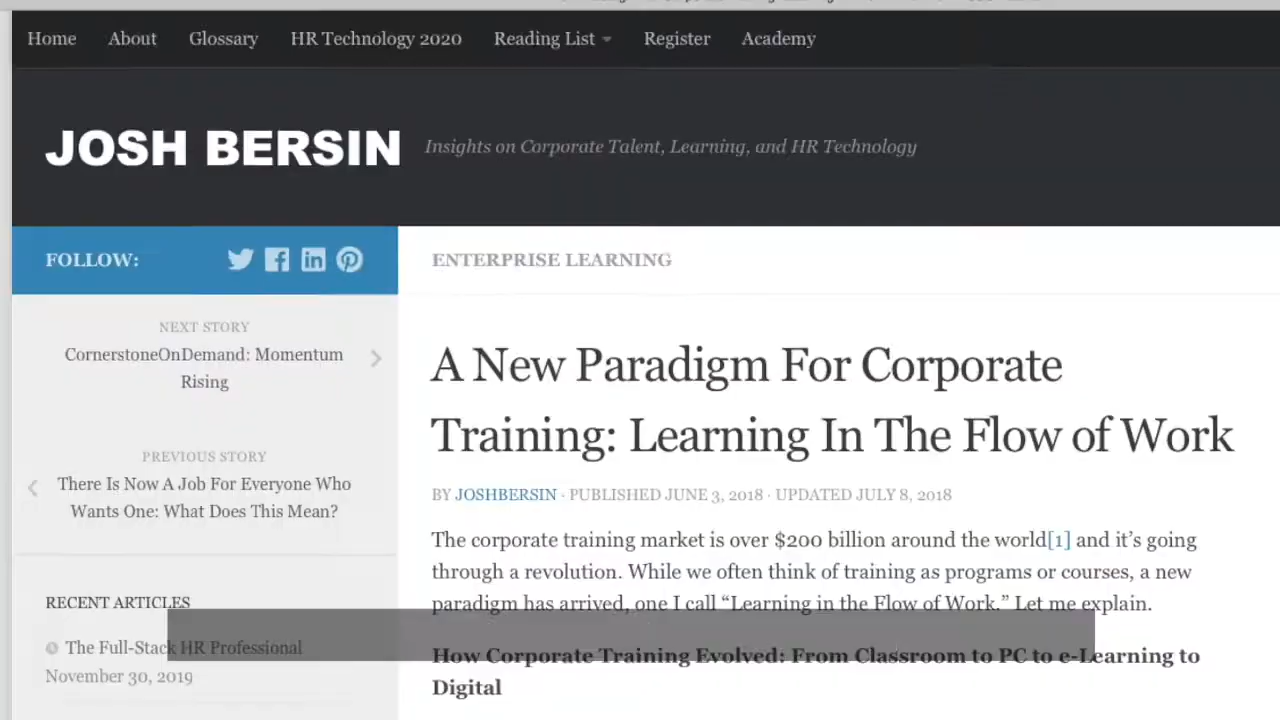 Home About Glossary HR Technology 2020 Reading List Register Academy
JOSH BERSIN Insights on Corporate Talent, Learning, and HR Technology
FOLLOW:
NEXT STORY
CornerstoneOnDemand: Momentum
Rising
PREVIOUS STORY
There Is Now A Job For Everyone Who
Wants One: What Does This Mean?
RECENT ARTICLES
The Full-Stack HR Professional
November 30, 2019
ENTERPRISE LEARNING
A New Paradigm For Corporate
Training: Learning In The Flow of Work
BY JOSHBERSIN · PUBLISHED JUNE 3, 2018 · UPDATED JULY 8, 2018
The corporate training market is over $200 billion around the world[1] and it’s going
through a revolution. While we often think of training as programs or courses, a new
paradigm has arrived, one I call “Learning in the Flow of Work.” Let me explain.
How Corporate Training Evolved: From Classroom to PC to e-Learning to
Digital